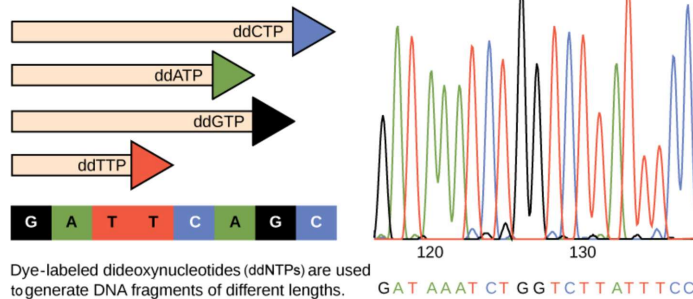 ddCTP
ddATP
ddGTP
ddTTP
G A T T C A G C
Dye-labeled dideoxynucleotides (ddNTPs) are used
to generate DNA fragments of different lengths.
120 130
G A T A A A T C T G G T C T T A T T T C C